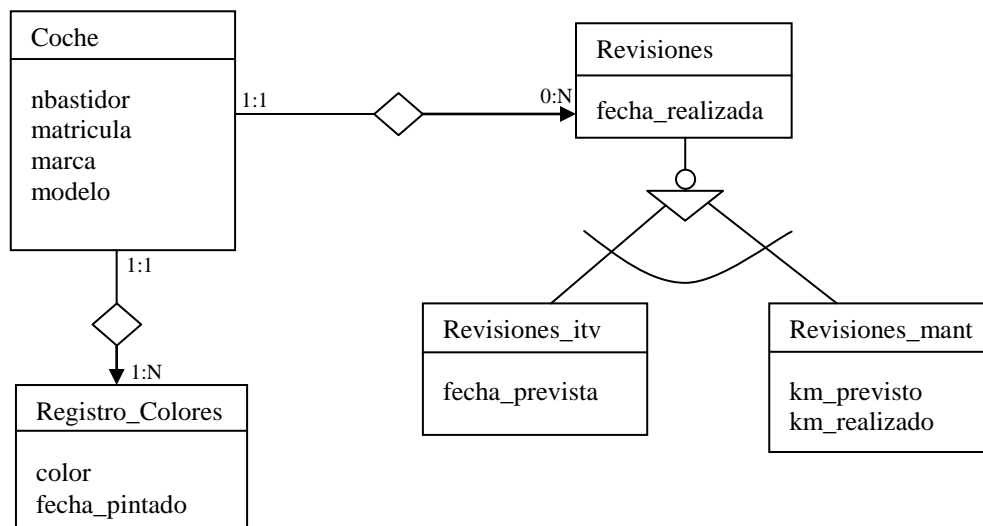 Coche
nbastidor
matricula
marca
modelo
1:1
0:N
Revisiones
fecha_realizada
1:1
1:N
Registro_Colores
color
fecha_pintado
Revisiones_itv
fecha_prevista
Revisiones_mant
km_previsto
km_realizado